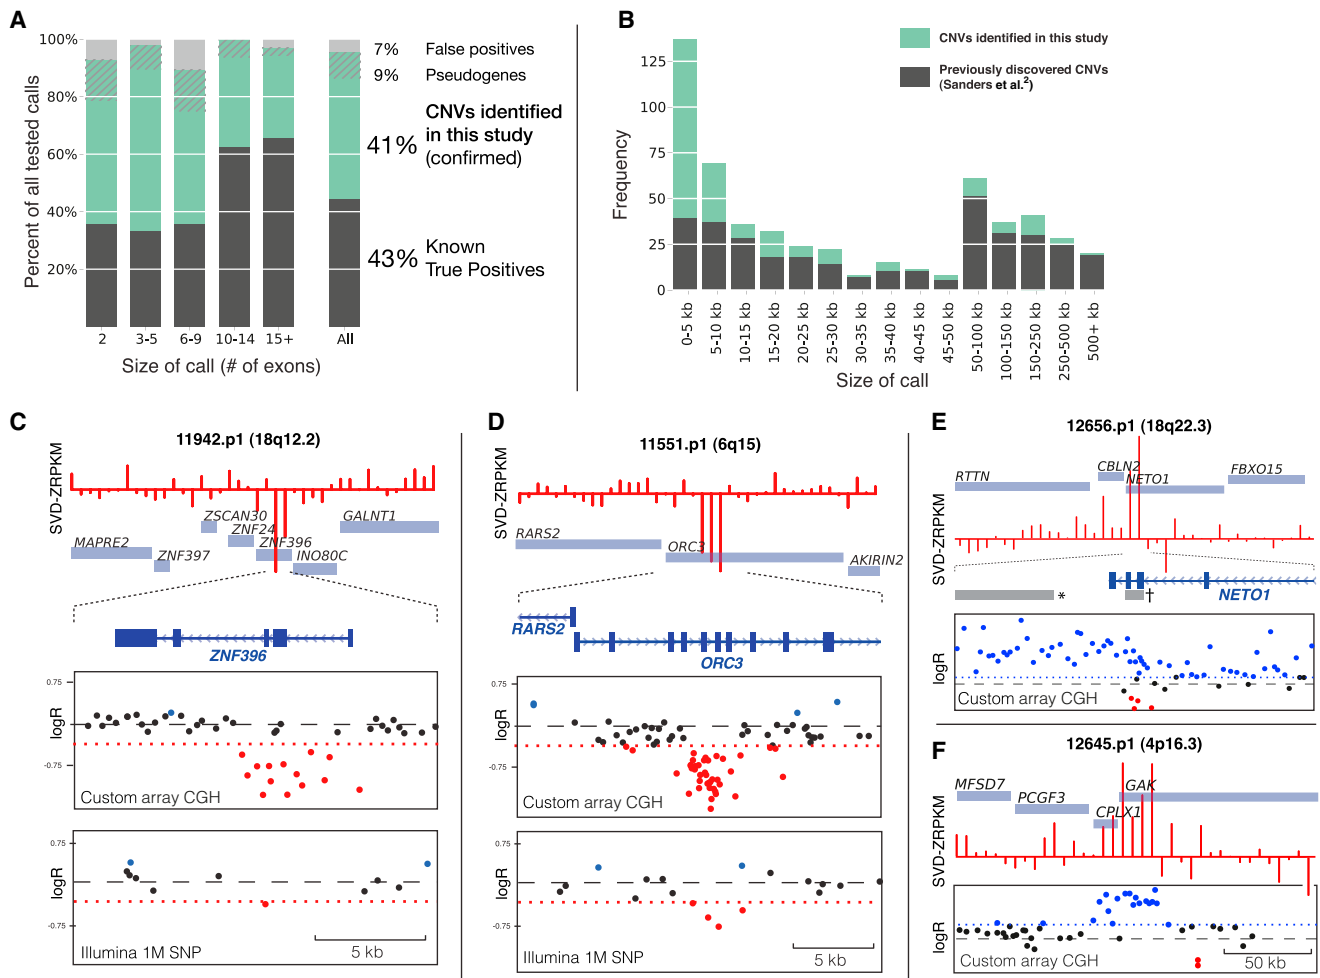 A
Percent of all tested calls
100%
80%
60%
40%
20%
2
3-5
6-9
10-14
15+
All
Size of call (# of exons)
7% False positives
9% Pseudogenes
41% CNVs identified
in this study
(confirmed)
43% Known
True Positives
B
Frequency
125
100
75
50
25
0
0-5 kb
5-10 kb
10-15 kb
15-20 kb
20-25 kb
25-30 kb
30-35 kb
35-40 kb
40-45 kb
45-50 kb
50-100 kb
100-150 kb
150-250 kb
250-500 kb
500+ kb
Size of call
CNVs identified in this study
Previously discovered CNVs
(Sanders et al.2)
C
11942.p1 (18q12.2)
SVD-ZRPKM
ZSCAN30
GALNT1
ZNF24
MAPRE2
ZNF396
ZNF397
INO80C
ZNF396
0.75
logR
-0.75
Custom array CGH
0.75
logR
-0.75
Illumina 1M SNP
5 kb
D
11551.p1 (6q15)
SVD-ZRPKM
RARS2
ORC3
AKIRIN2
RARS2
ORC3
0.75
logR
-0.75
Custom array CGH
0.75
logR
-0.75
Illumina 1M SNP
5 kb
E
12656.p1 (18q22.3)
SVD-ZRPKM
RTTN
CBLN2
NETO1
FBXO15
*
†
NETO1
logR
Custom array CGH
F
12645.p1 (4p16.3)
SVD-ZRPKM
MFSD7
PCGF3
CPLX1
GAK
logR
Custom array CGH
50 kb